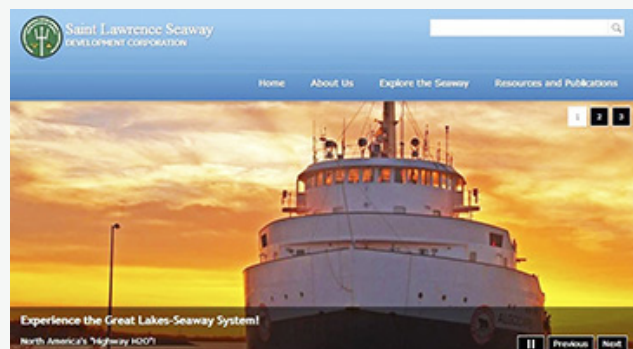 Saint Lawrence Seaway
DEVELOPMENT CORPORATION
Home About Us Explore the Seaway Resources and Publications
1 2 3
Experience the Great Lakes-Seaway System!
North America's "Highway H2O"!
Previous Next